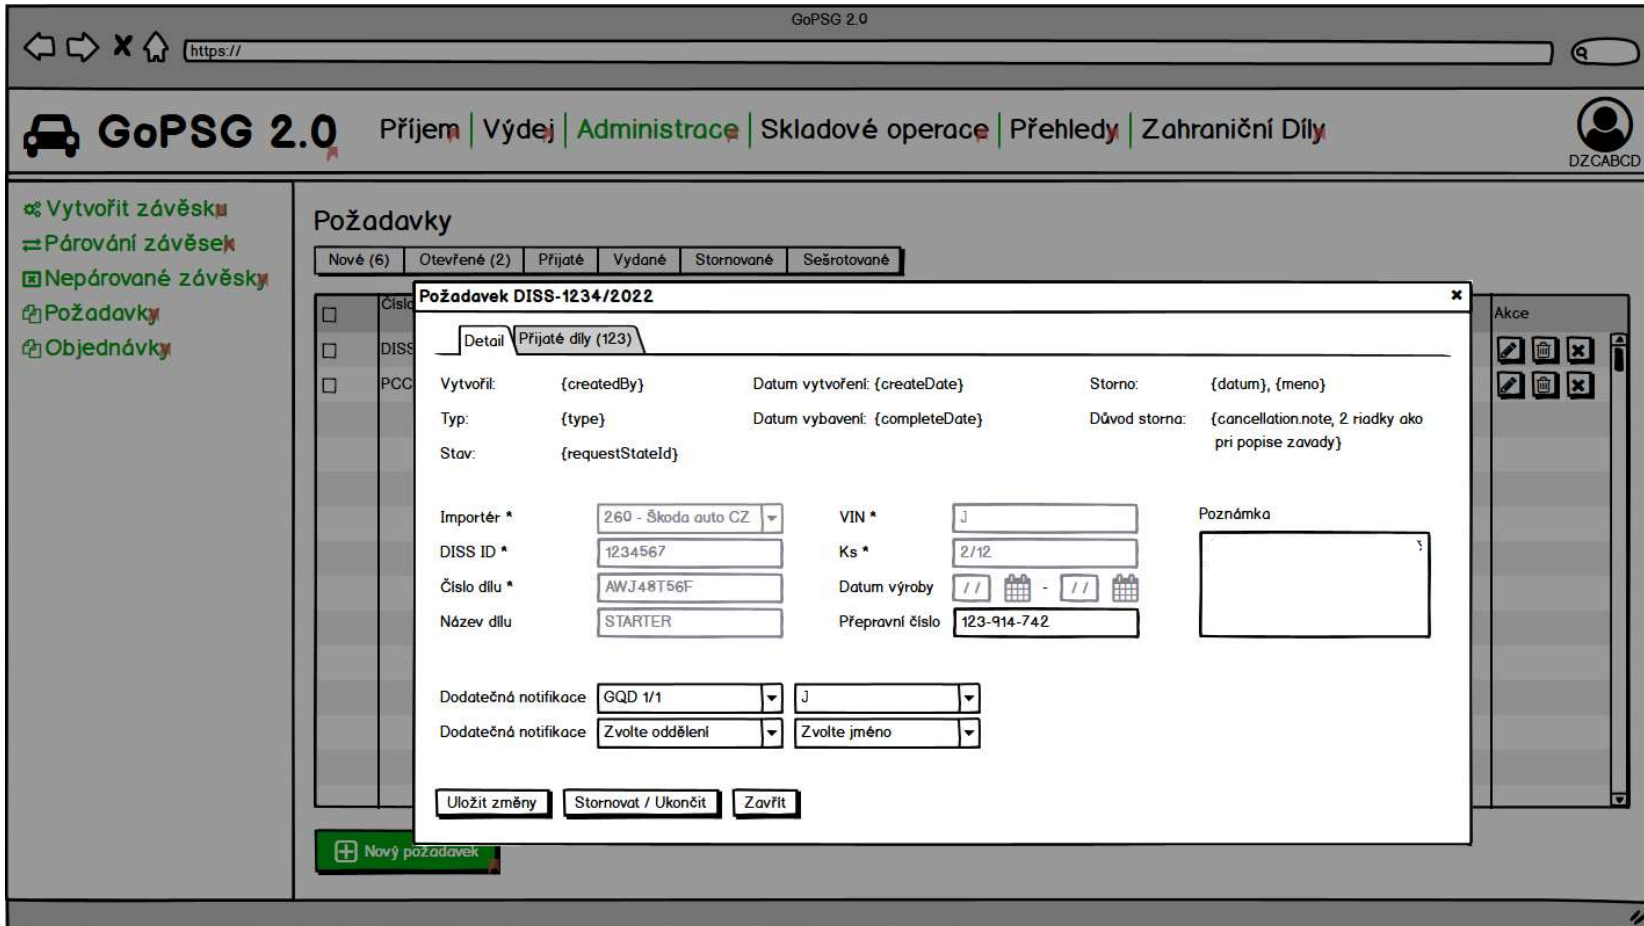 GoPSG 2.0
https://
GoPSG 2.0
Příjem
Výdej
Administrace
Skladové operace
Přehledy
Zahraniční Díly
DZCABCD
Vytvořit závěsku
Párování závěsek
Nepárované závěsky
Požadavky
Objednávky
Požadavky
Nové (6)
Otevřené (2)
Přijaté
Vydané
Stornované
Sešrotované
Akce
DISS
PCC
Požadavek DISS-1234/2022
Detail
Přijaté díly (123)
Vytvořil: {createdBy} Datum vytvoření: {createDate} Storno: {datum}, {meno}
Typ: {type} Datum vybavení: {completeDate} Důvod storna: {cancellation.note, 2 riadky ako
pri popise zavady}
Stav: {requestStateId}
Importér * 260 - Škoda auto CZ VIN * J Poznámka
DISS ID * 1234567 Ks * 2/12
Číslo dílu * AWJ48T56F Datum výroby / / - / /
Název dílu STARTER Přepravní číslo 123-914-742
Dodatečná notifikace GQD 1/1 J
Dodatečná notifikace Zvolte oddělení Zvolte jméno
Uložit změny
Stornovat / Ukončit
Zavřít
Nový požadavek